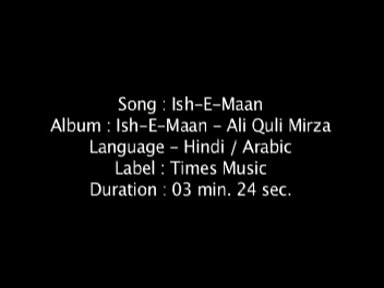 Song : Ish-E-Maan
Album : Ish-E-Maan - Ali Quli Mirza
Language - Hindi / Arabic
Label : Times Music
Duration : 03 min. 24 sec.